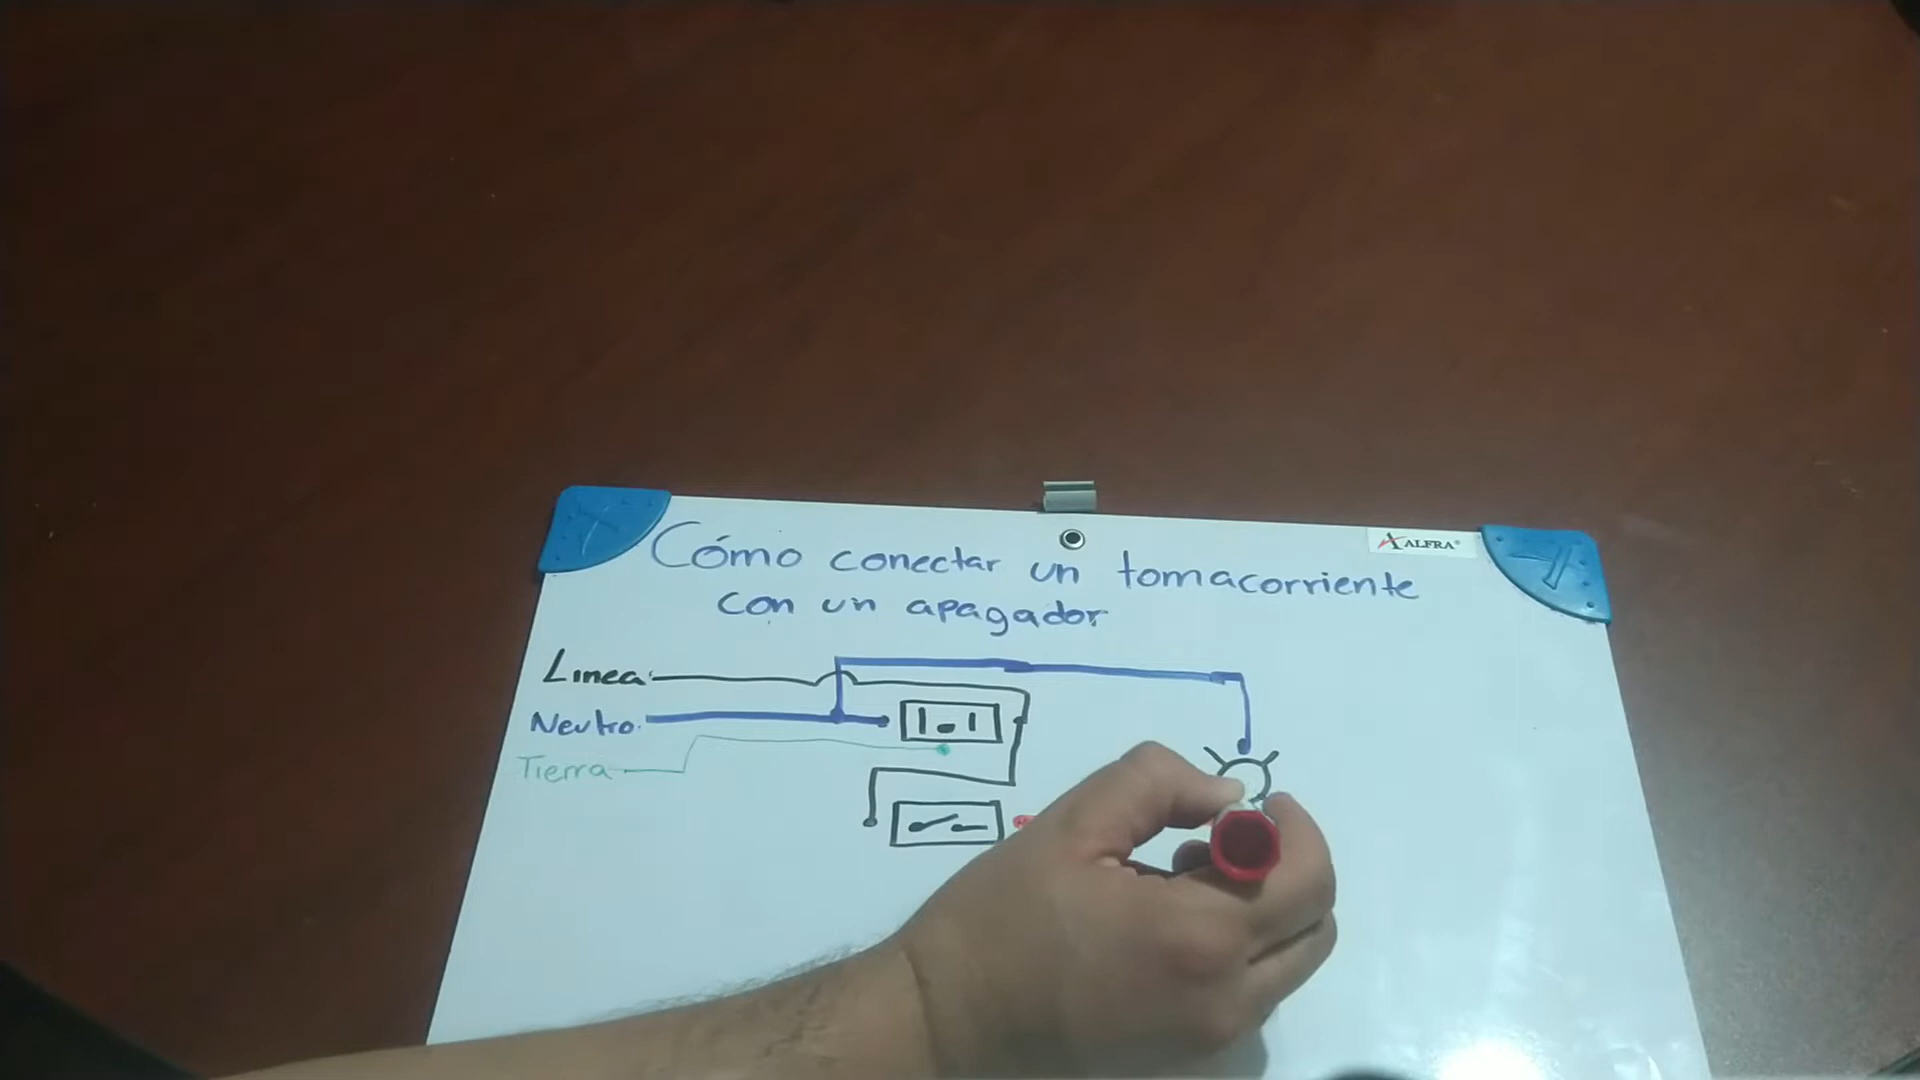 ALFRA®
Cómo conectar un tomacorriente
con un apagador
Linea
Neutro
Tierra